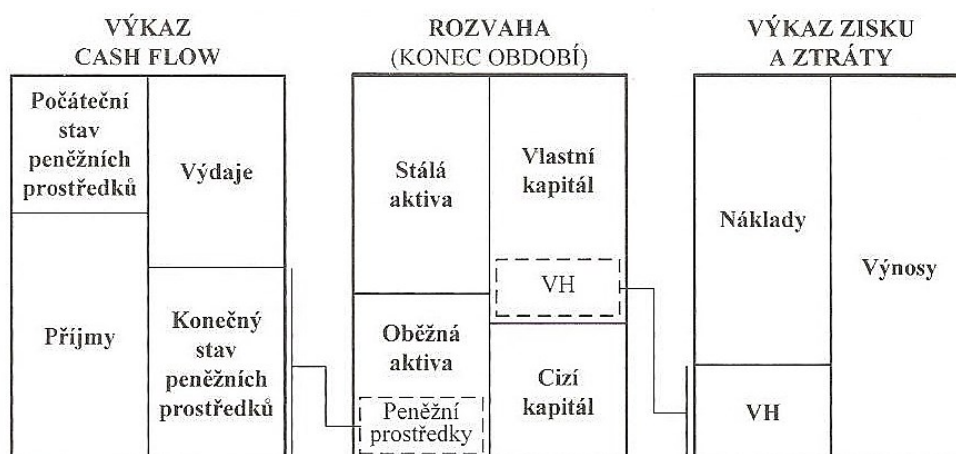 VÝKAZ
CASH FLOW
Počáteční
stav
peněžních
prostředků
Výdaje
Příjmy
Konečný
stav
peněžních
prostředků
ROZVAHA
(KONEC OBDOBÍ)
Stálá
aktiva
Vlastní
kapitál
VH
Oběžná
aktiva
Peněžní
prostředky
Cizí
kapitál
VÝKAZ ZISKU
A ZTRÁTY
Náklady
Výnosy
VH